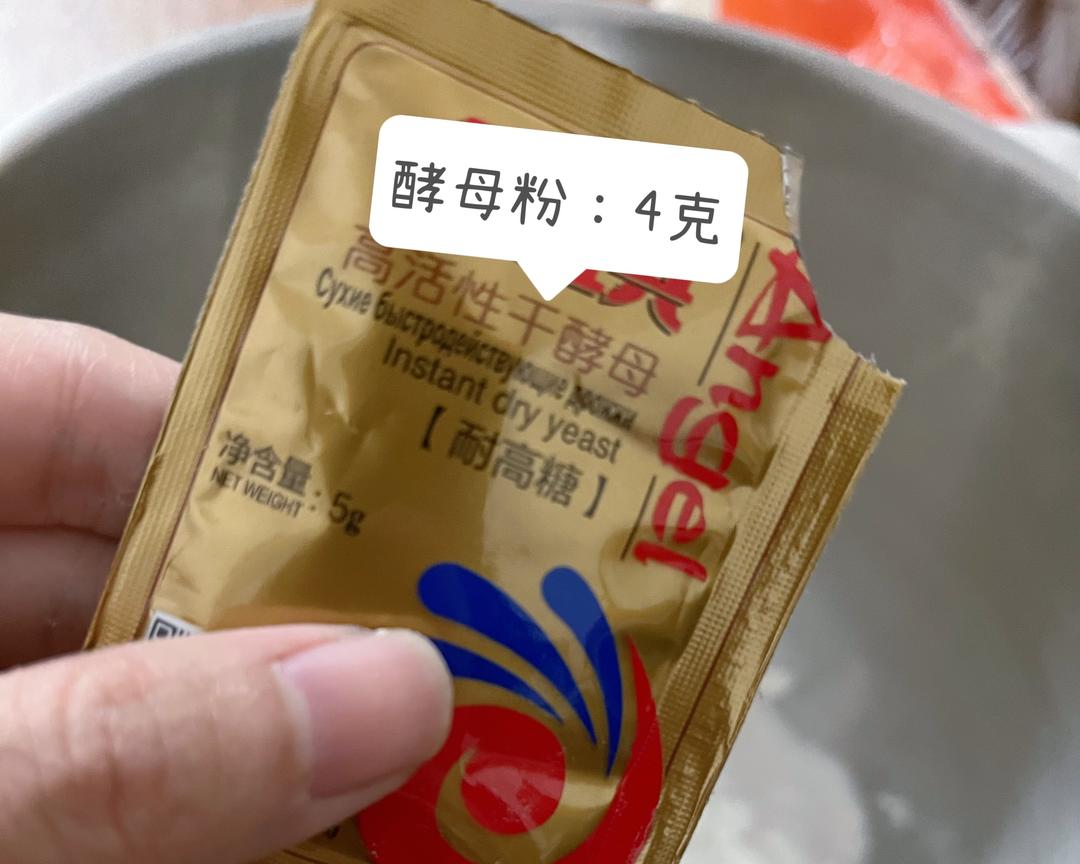 酵母粉：4克
高活性干酵母
Сухие быстродействующие дрожжи
Instant dry yeast
【耐高糖】
Angel
净含量：5g
NET WEIGHT